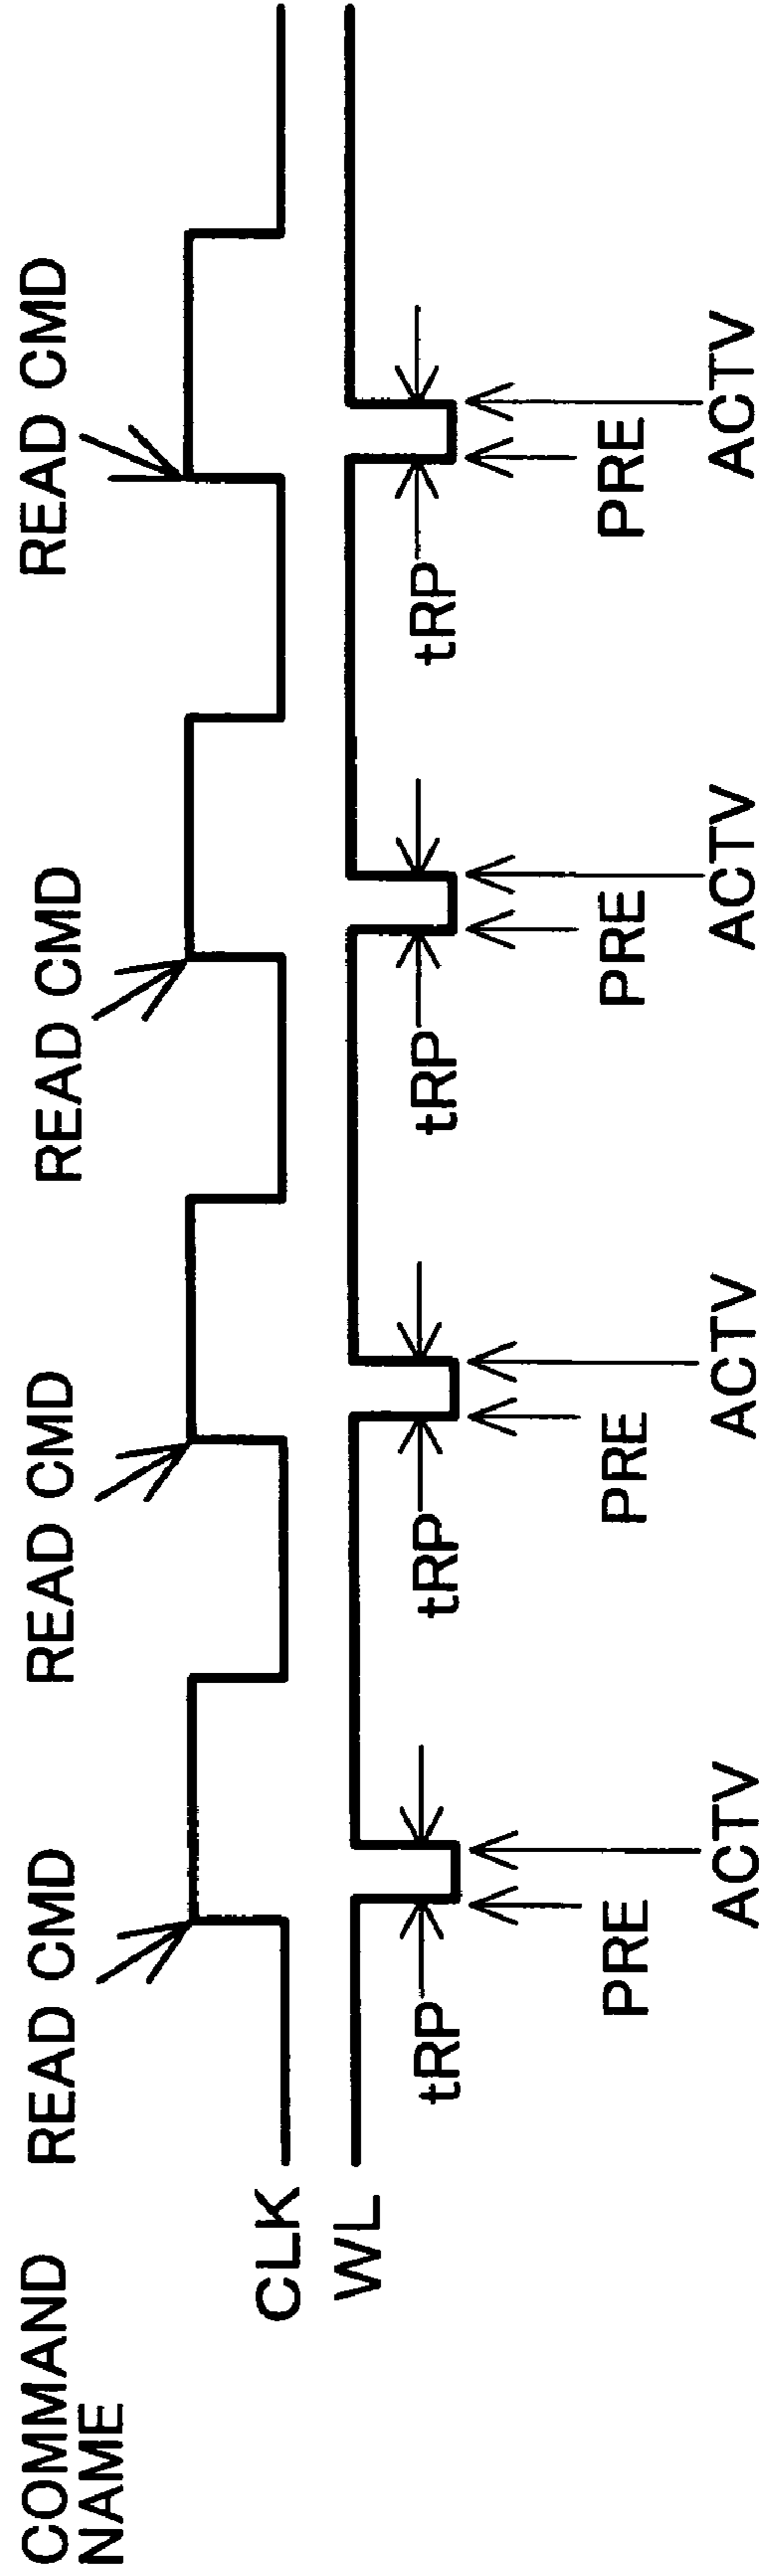 COMMAND
NAME
READ CMD
READ CMD
READ CMD
READ CMD
CLK
WL
tRP
tRP
tRP
tRP
PRE
PRE
PRE
PRE
ACTV
ACTV
ACTV
ACTV